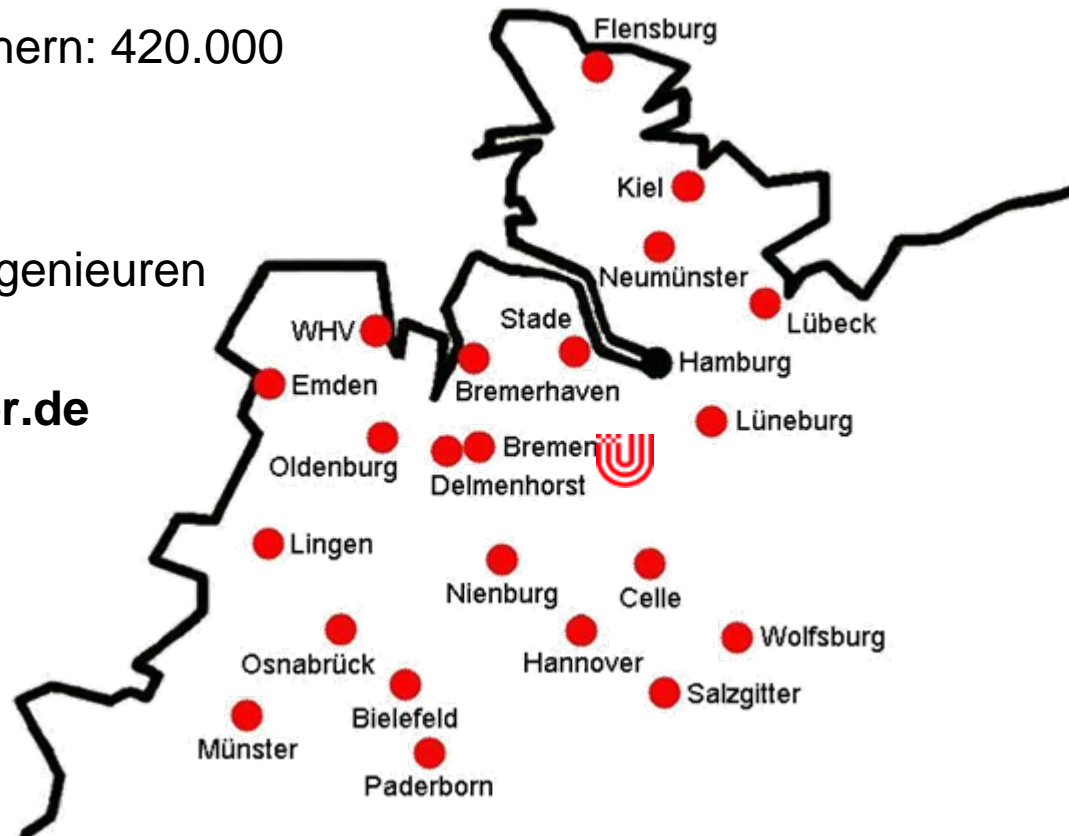 Flensburg
hern: 420.000
Kiel
genieuren
Neumünster
Stade
Lübeck
WHV
Hamburg
Emden
Bremerhaven
r.de
Lüneburg
Bremen
Oldenburg
Delmenhorst
Lingen
Nienburg
Celle
Wolfsburg
Osnabrück
Hannover
Salzgitter
Bielefeld
Münster
Paderborn